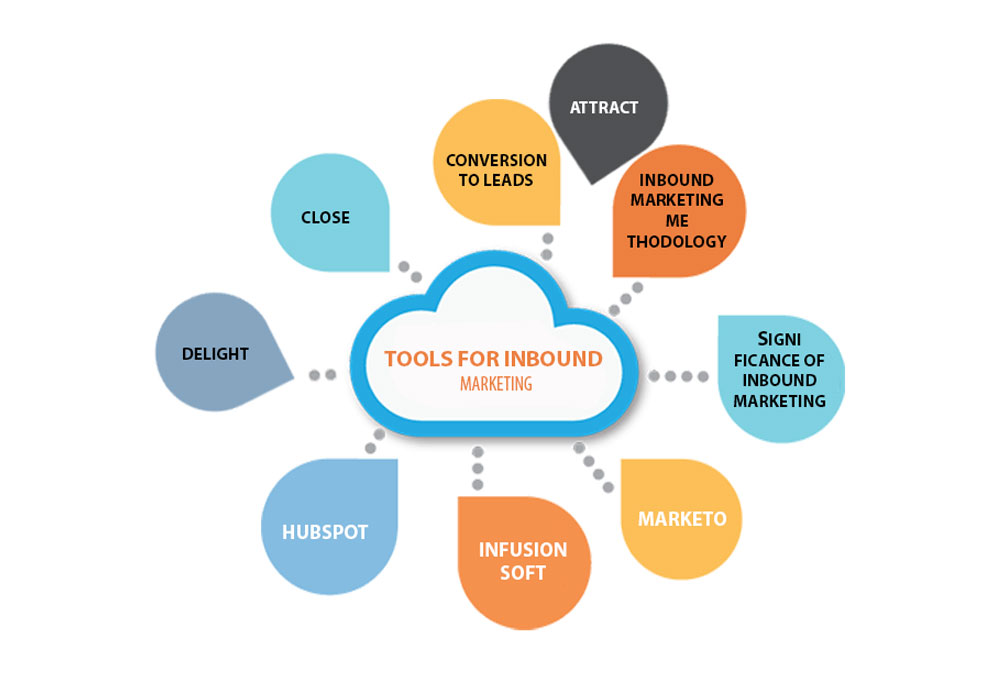 ATTRACT
CONVERSION
TO LEADS
INBOUND
MARKETING
ME
THODOLOGY
CLOSE
TOOLS FOR INBOUND
MARKETING
DELIGHT
SIGNI
FICANCE OF
INBOUND
MARKETING
HUBSPOT
INFUSION
SOFT
MARKETO